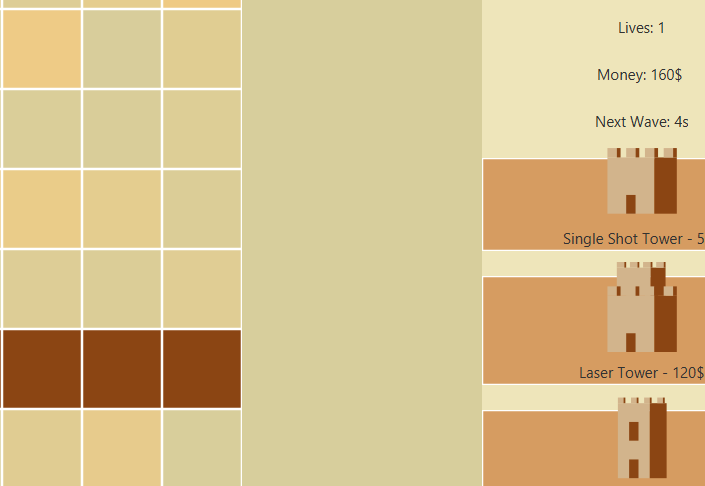 Lives: 1
Money: 160$
Next Wave: 4s
Single Shot Tower - 5
Laser Tower - 120$